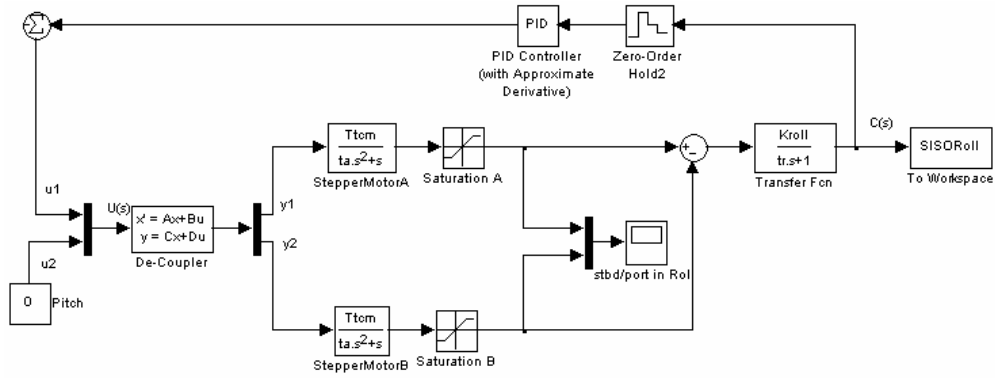 Σ
PID
PID Controller
(with Approximate
Derivative)
Zero-Order
Hold2
C(s)
Ttcm
ta.s2+s
StepperMotorA
Saturation A
+
-
Kroll
tr.s+1
Transfer Fcn
SISORoll
To Workspace
u1
U(s)
x' = Ax+Bu
y = Cx+Du
De-Coupler
y1
y2
u2
0
Pitch
stbd/port in Rol
Ttcm
ta.s2+s
StepperMotorB
Saturation B